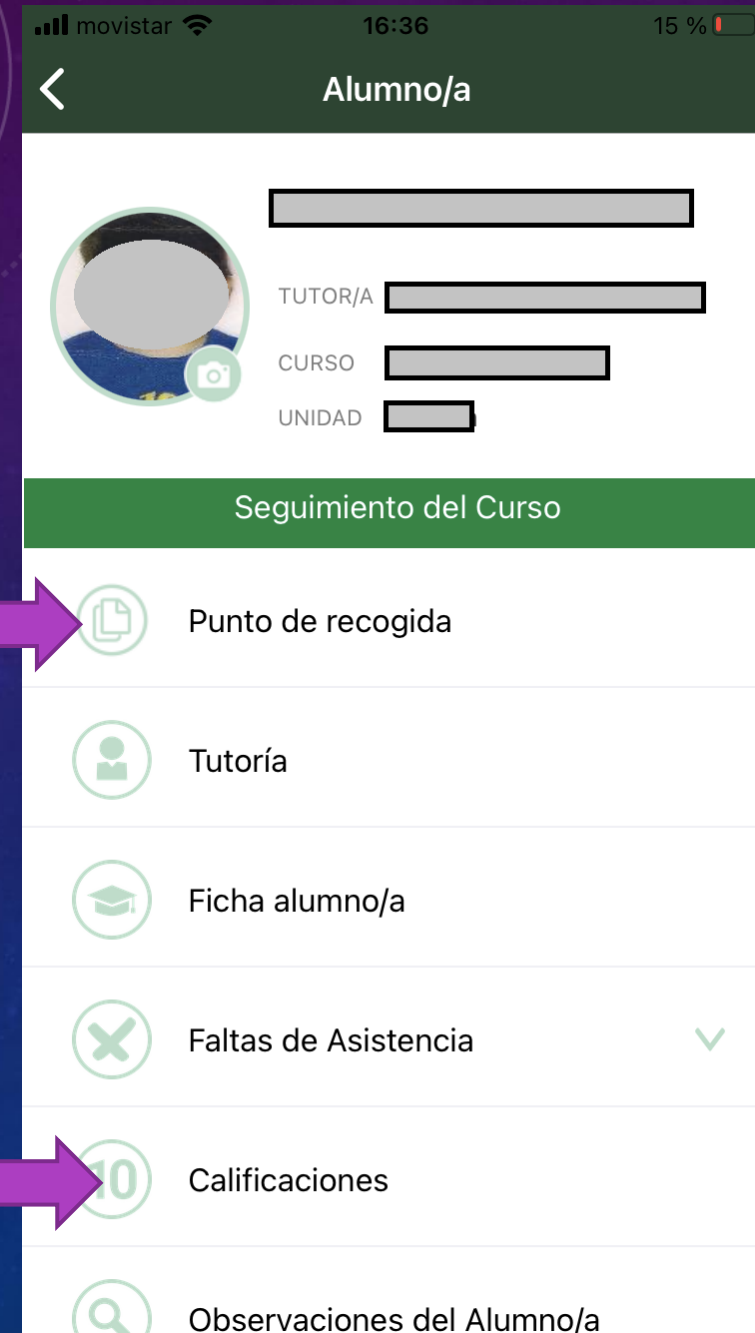 movistar 16:36 15 %
Alumno/a
TUTOR/A
CURSO
UNIDAD
Seguimiento del Curso
Punto de recogida
Tutoría
Ficha alumno/a
Faltas de Asistencia
10 Calificaciones
Observaciones del Alumno/a